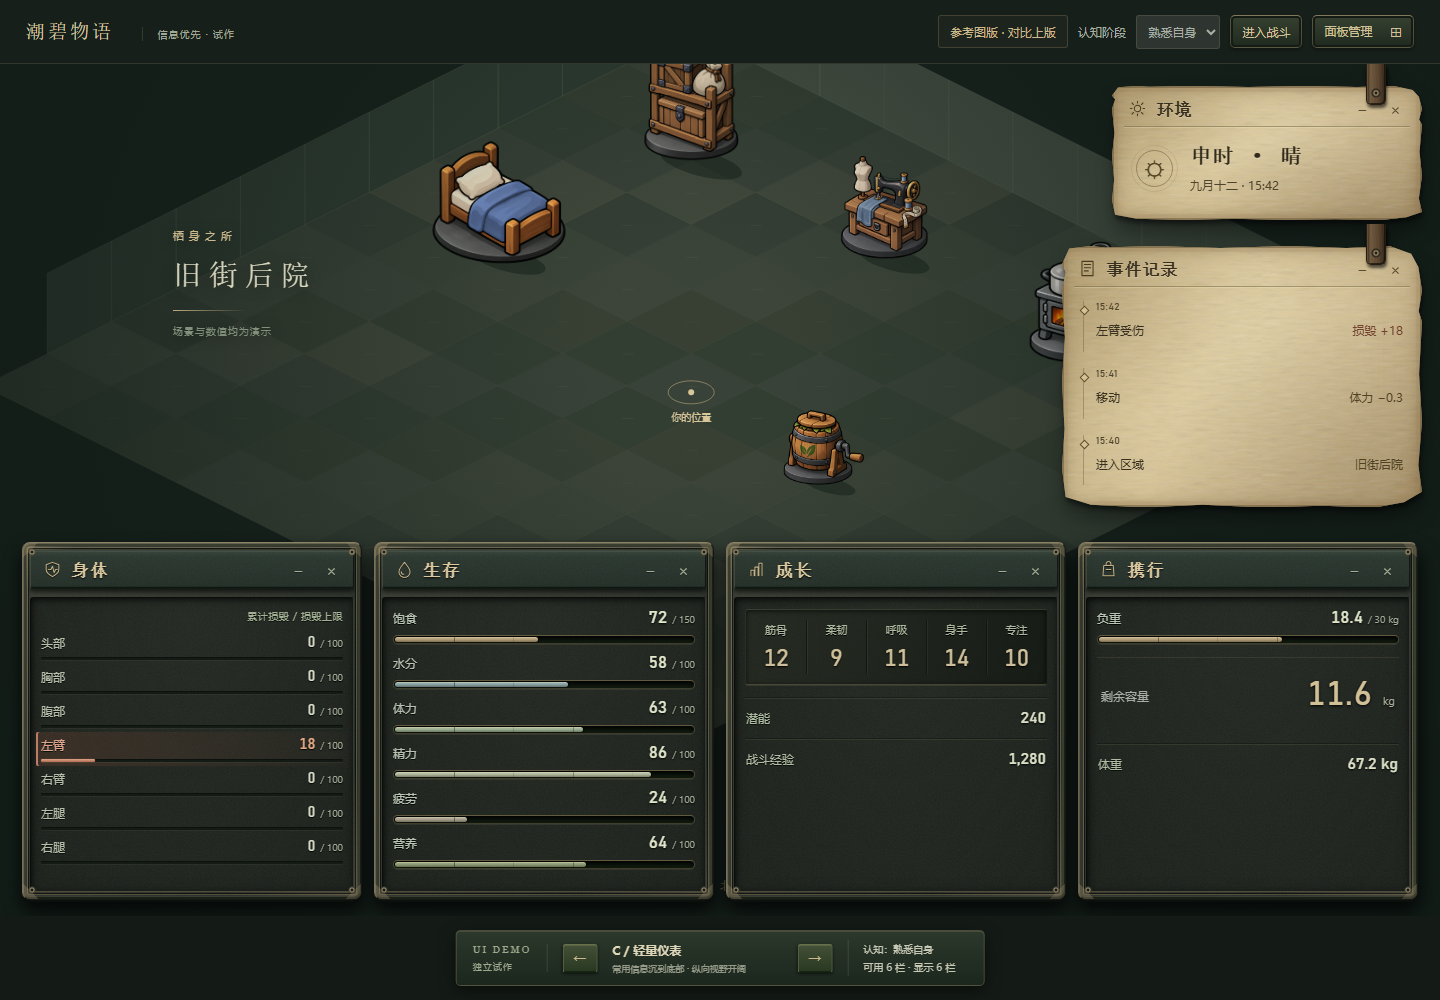 潮碧物语
信息优先 · 试作
参考图版 · 对比上版
认知阶段
熟悉自身
进入战斗
面板管理
环境
申时 • 晴
九月十二 · 15:42
栖身之所
旧街后院
场景与数值均为演示
你的位置
事件记录
15:42
左臂受伤 损毁 +18
15:41
移动 体力 −0.3
15:40
进入区域 旧街后院
身体
累计损毁 / 损毁上限
头部 0 / 100
胸部 0 / 100
腹部 0 / 100
左臂 18 / 100
右臂 0 / 100
左腿 0 / 100
右腿 0 / 100
生存
饱食 72 / 150
水分 58 / 100
体力 63 / 100
精力 86 / 100
疲劳 24 / 100
营养 64 / 100
成长
筋骨 柔韧 呼吸 身手 专注
12 9 11 14 10
潜能 240
战斗经验 1,280
携行
负重 18.4 / 30 kg
剩余容量 11.6 kg
体重 67.2 kg
UI DEMO
独立试作
←
C / 轻量仪表
常用信息沉到底部 · 纵向视野开阔
→
认知：熟悉自身
可用 6 栏 · 显示 6 栏